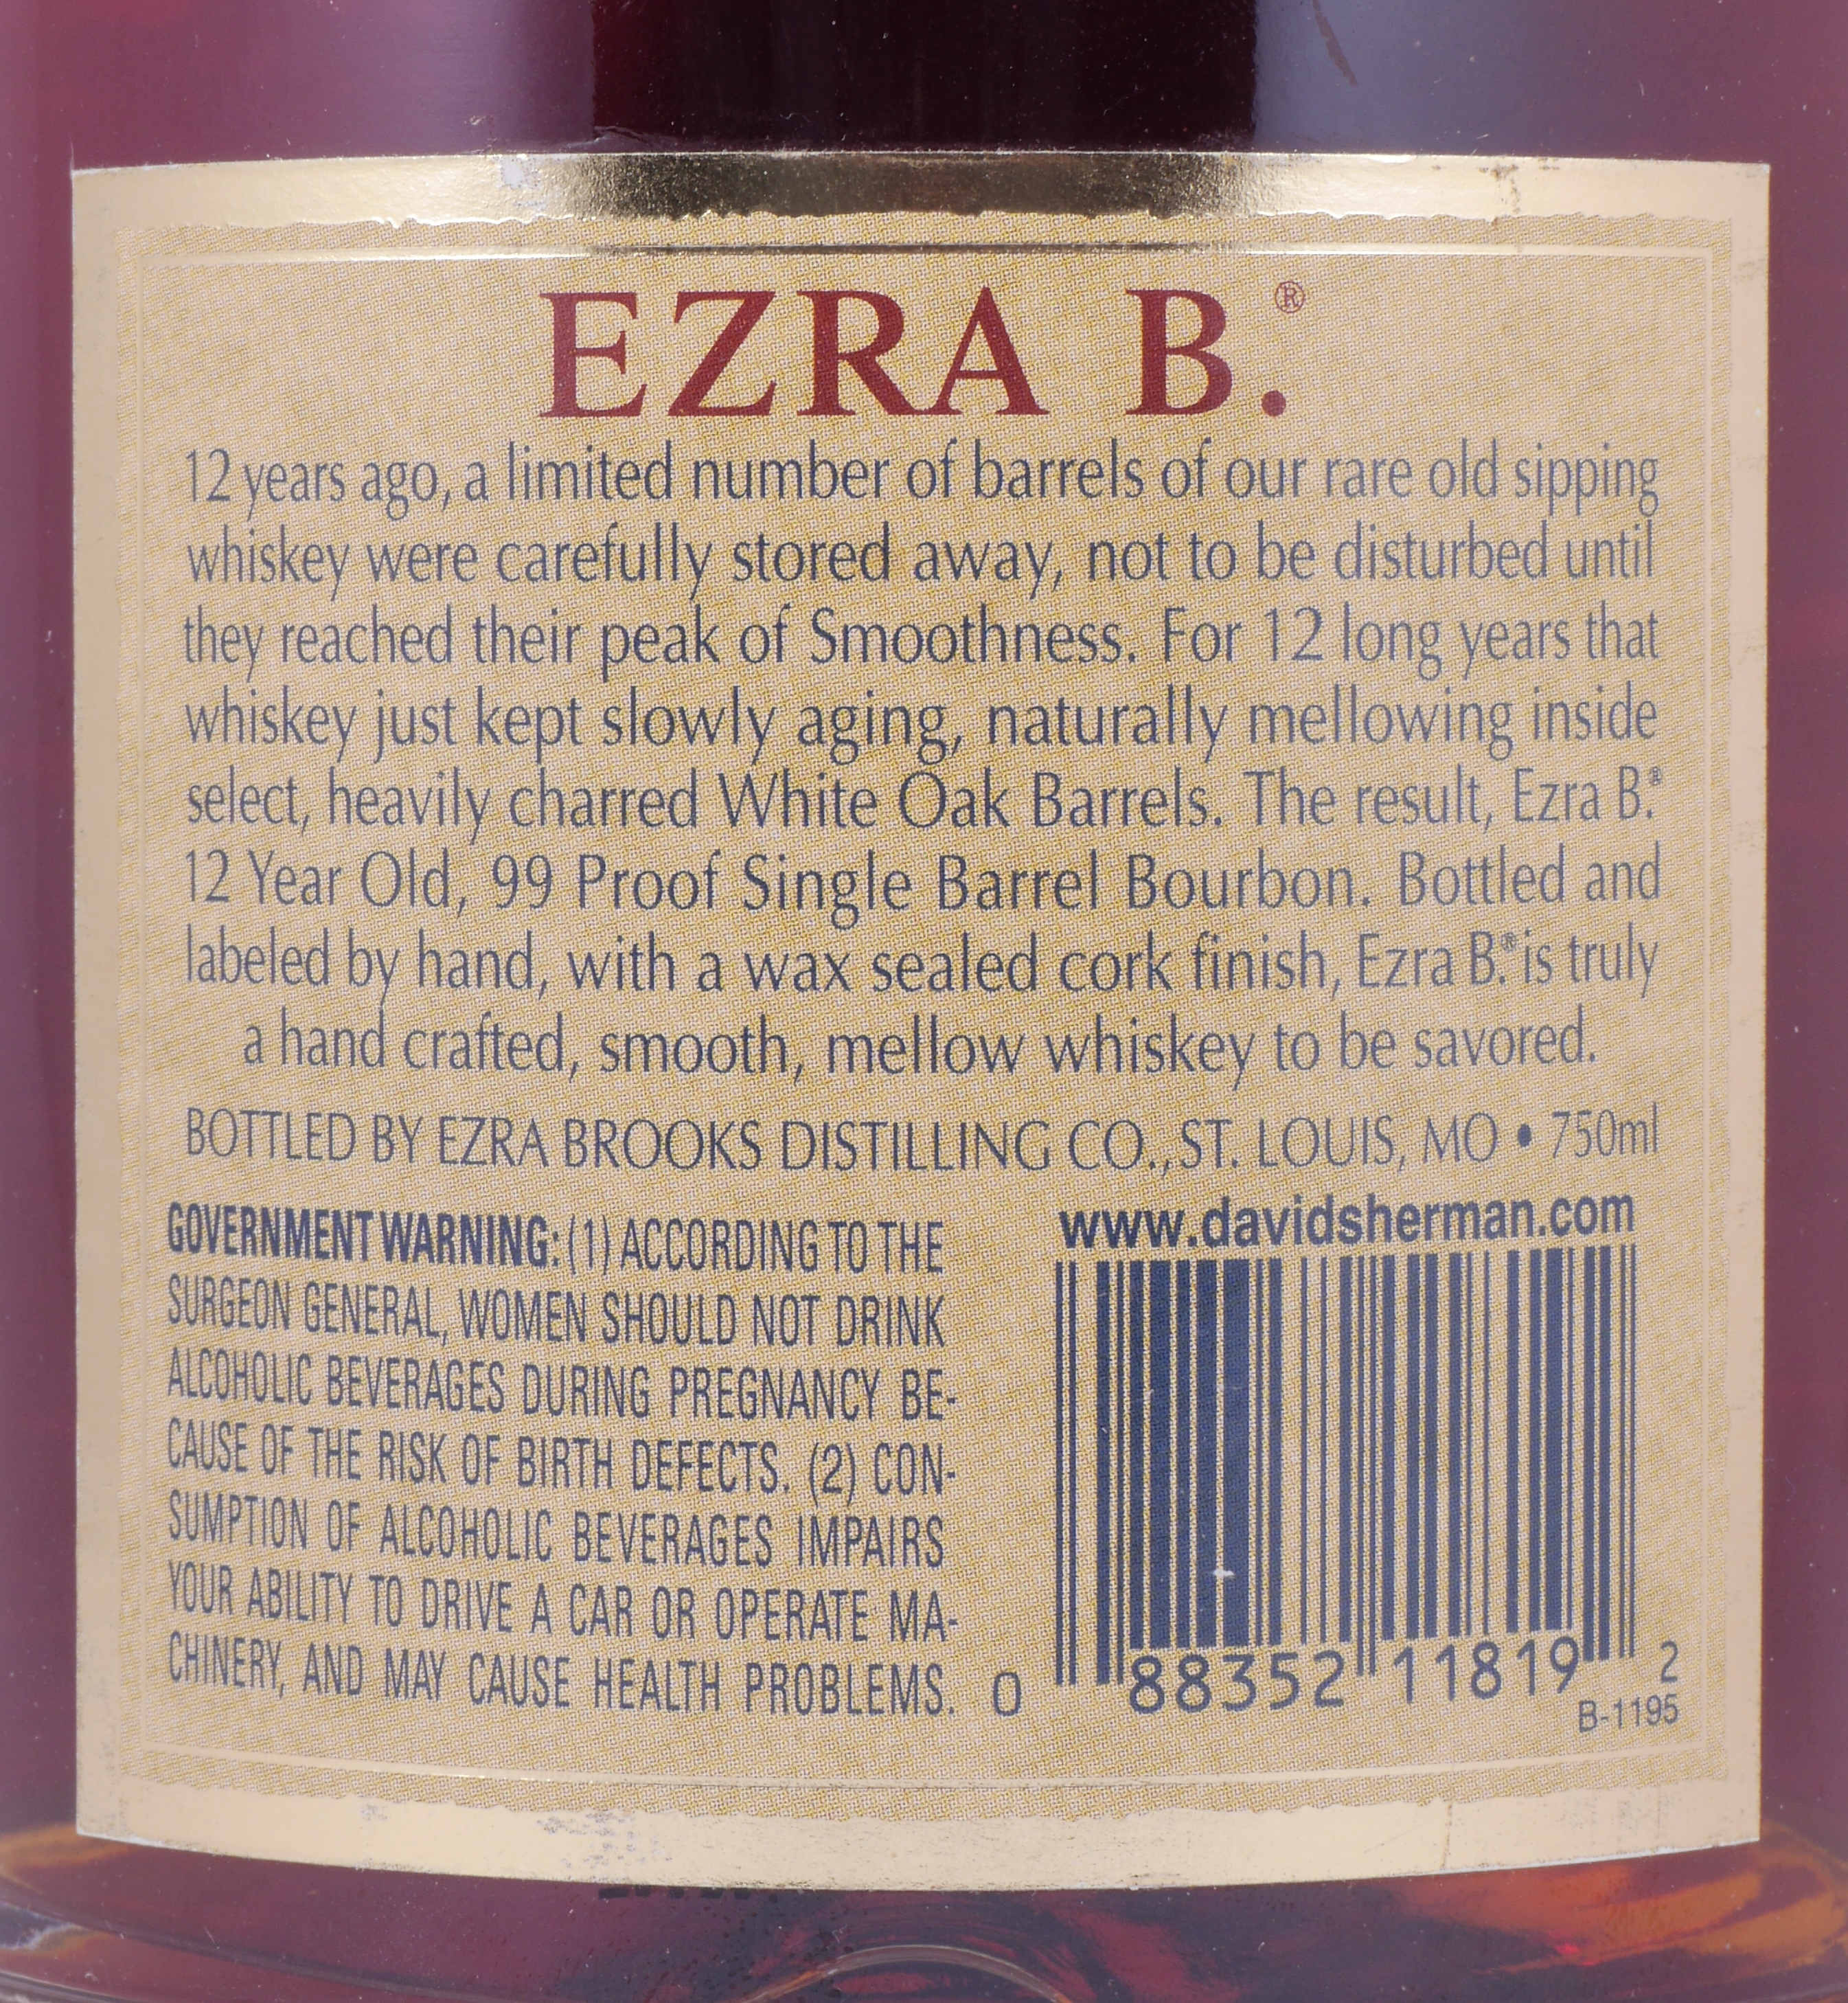 EZRA B.®
12 years ago, a limited number of barrels of our rare old sipping
whiskey were carefully stored away, not to be disturbed until
they reached their peak of Smoothness. For 12 long years that
whiskey just kept slowly aging, naturally mellowing inside
select, heavily charred White Oak Barrels. The result, Ezra B.®
12 Year Old, 99 Proof Single Barrel Bourbon. Bottled and
labeled by hand, with a wax sealed cork finish, Ezra B.® is truly
a hand crafted, smooth, mellow whiskey to be savored.
BOTTLED BY EZRA BROOKS DISTILLING CO., ST. LOUIS, MO • 750ml
GOVERNMENT WARNING: (1) ACCORDING TO THE
SURGEON GENERAL, WOMEN SHOULD NOT DRINK
ALCOHOLIC BEVERAGES DURING PREGNANCY BE-
CAUSE OF THE RISK OF BIRTH DEFECTS. (2) CON-
SUMPTION OF ALCOHOLIC BEVERAGES IMPAIRS
YOUR ABILITY TO DRIVE A CAR OR OPERATE MA-
CHINERY, AND MAY CAUSE HEALTH PROBLEMS.
www.davidsherman.com
0 88352 11819 2
B-1195